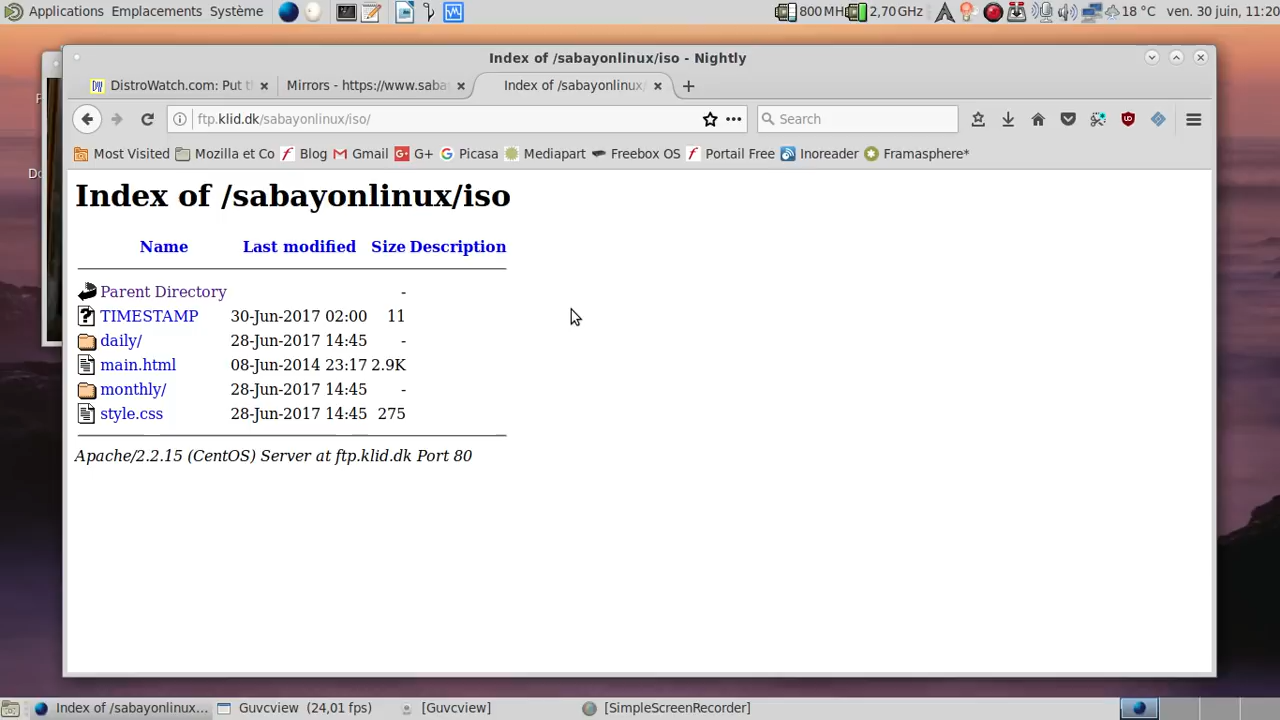 Applications Emplacements Système 800 MH 2,70 GHz 18 °C ven. 30 juin, 11:20
Index of /sabayonlinux/iso - Nightly
DistroWatch.com: Put t Mirrors - https://www.saba Index of /sabayonlinux/
ftp.klid.dk/sabayonlinux/iso/ Search
Most Visited Mozilla et Co Blog Gmail G+ Picasa Mediapart Freebox OS Portail Free Inoreader Framasphere*
Index of /sabayonlinux/iso
Name Last modified Size Description
Parent Directory -
TIMESTAMP 30-Jun-2017 02:00 11
daily/ 28-Jun-2017 14:45 -
main.html 08-Jun-2014 23:17 2.9K
monthly/ 28-Jun-2017 14:45 -
style.css 28-Jun-2017 14:45 275
Apache/2.2.15 (CentOS) Server at ftp.klid.dk Port 80
Index of /sabayonlinux... Guvcview (24,01 fps) [Guvcview] [SimpleScreenRecorder]